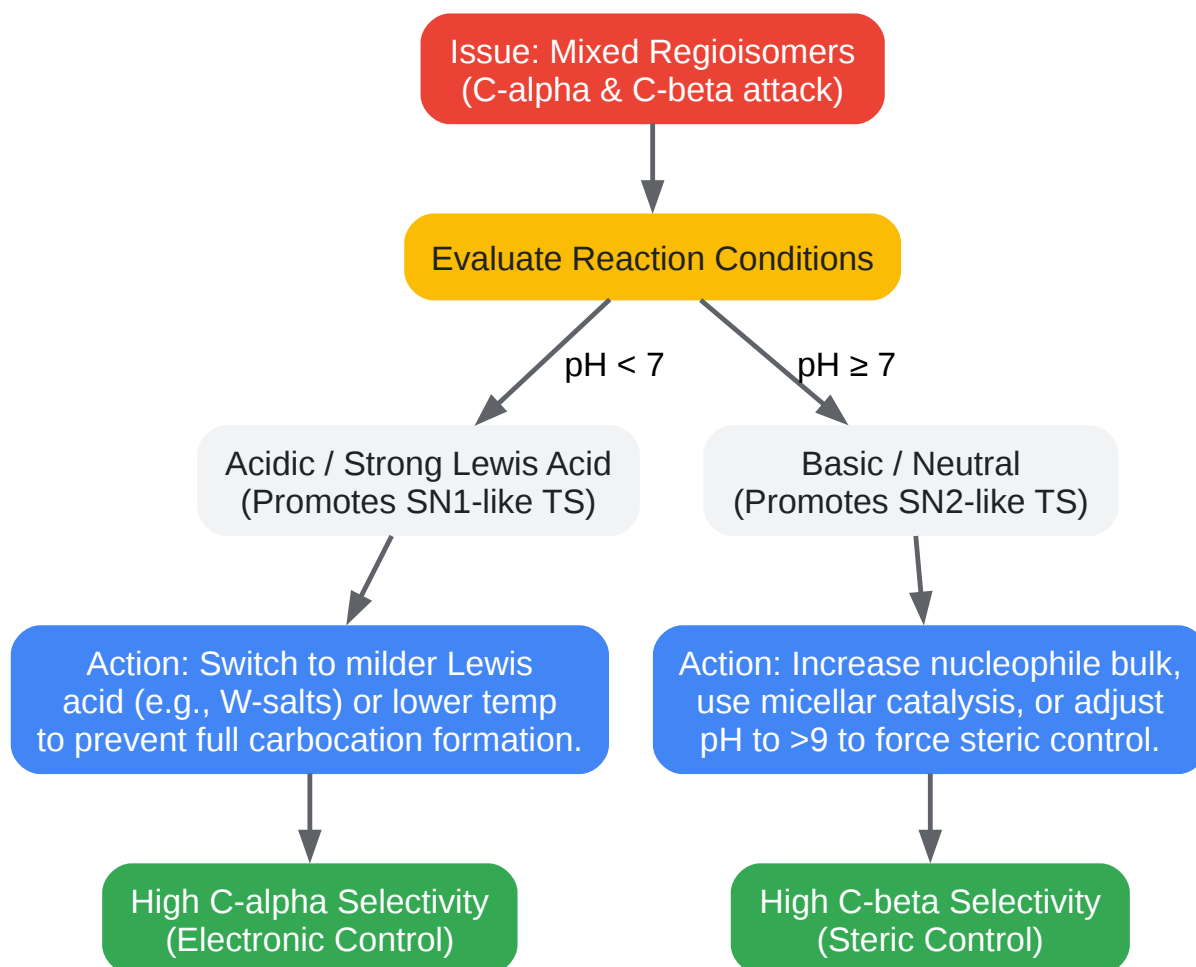 Issue: Mixed Regioisomers
(C-alpha & C-beta attack)
Evaluate Reaction Conditions
pH < 7
pH ≥ 7
Acidic / Strong Lewis Acid
(Promotes SN1-like TS)
Basic / Neutral
(Promotes SN2-like TS)
Action: Switch to milder Lewis
acid (e.g., W-salts) or lower temp
to prevent full carbocation formation.
Action: Increase nucleophile bulk,
use micellar catalysis, or adjust
pH to >9 to force steric control.
High C-alpha Selectivity
(Electronic Control)
High C-beta Selectivity
(Steric Control)